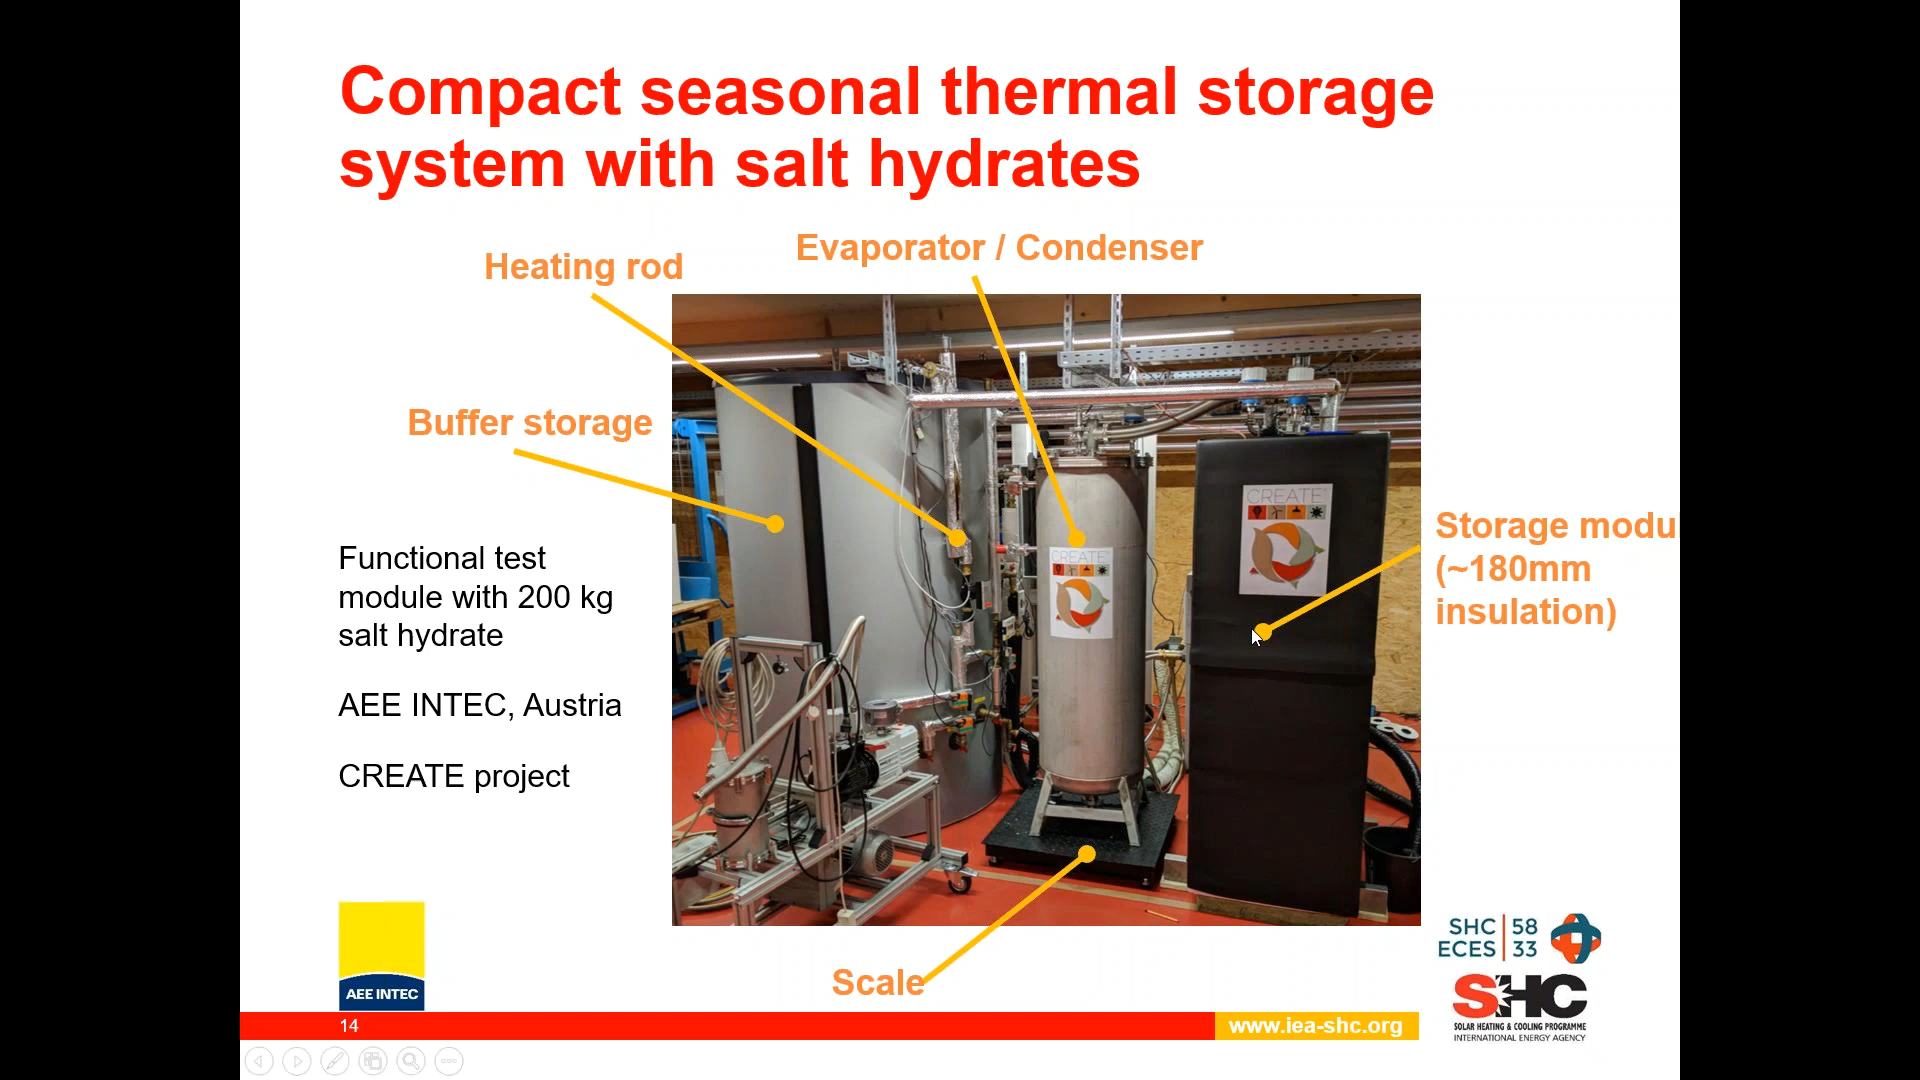 Compact seasonal thermal storage
system with salt hydrates
Heating rod
Evaporator / Condenser
Buffer storage
Storage modu
(~180mm
insulation)
Functional test
module with 200 kg
salt hydrate
AEE INTEC, Austria
CREATE project
CREATE
CREATE
Scale
AEE INTEC
14
www.iea-shc.org
SHC 58
ECES 33
SHC
SOLAR HEATING & COOLING PROGRAMME
INTERNATIONAL ENERGY AGENCY